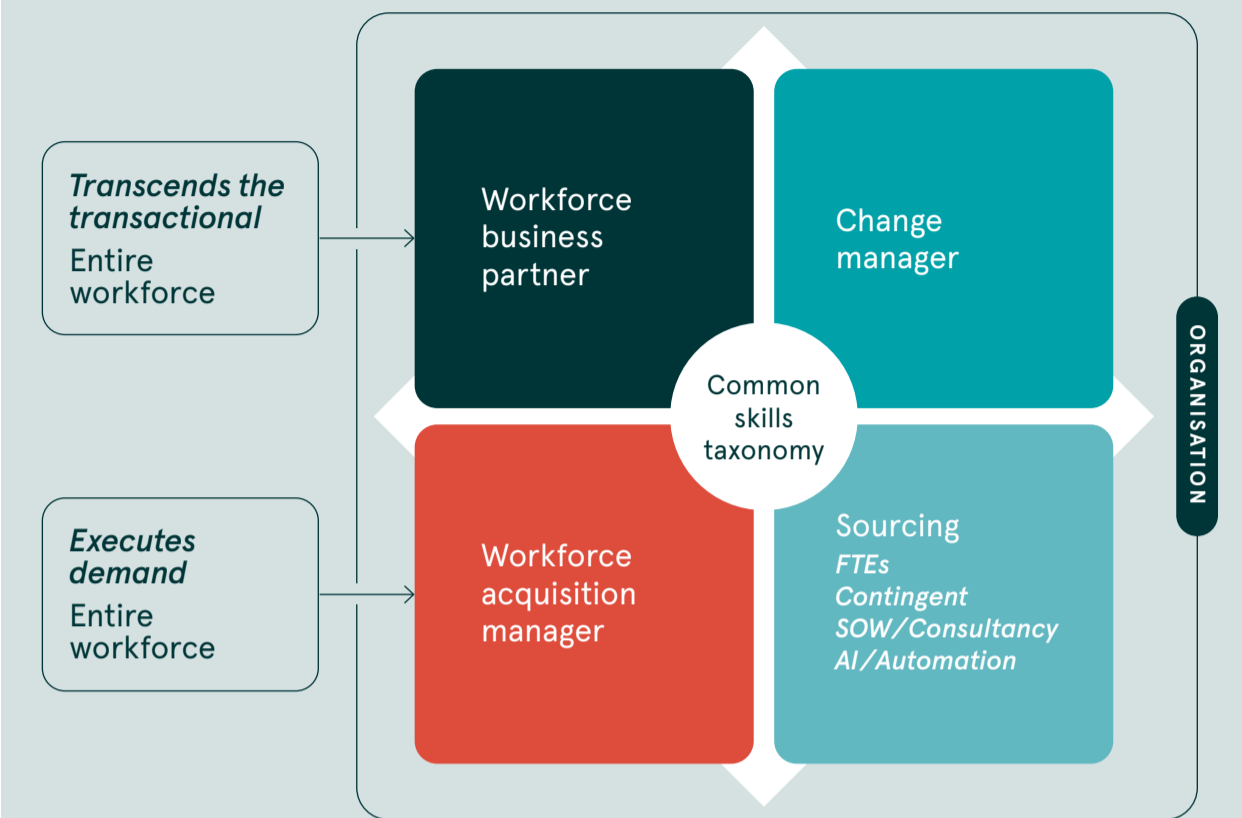 Transcends the
transactional
Entire
workforce
Workforce
business
partner
Change
manager
Common
skills
taxonomy
ORGANISATION
Executes
demand
Entire
workforce
Workforce
acquisition
manager
Sourcing
FTEs
Contingent
SOW/Consultancy
AI/Automation